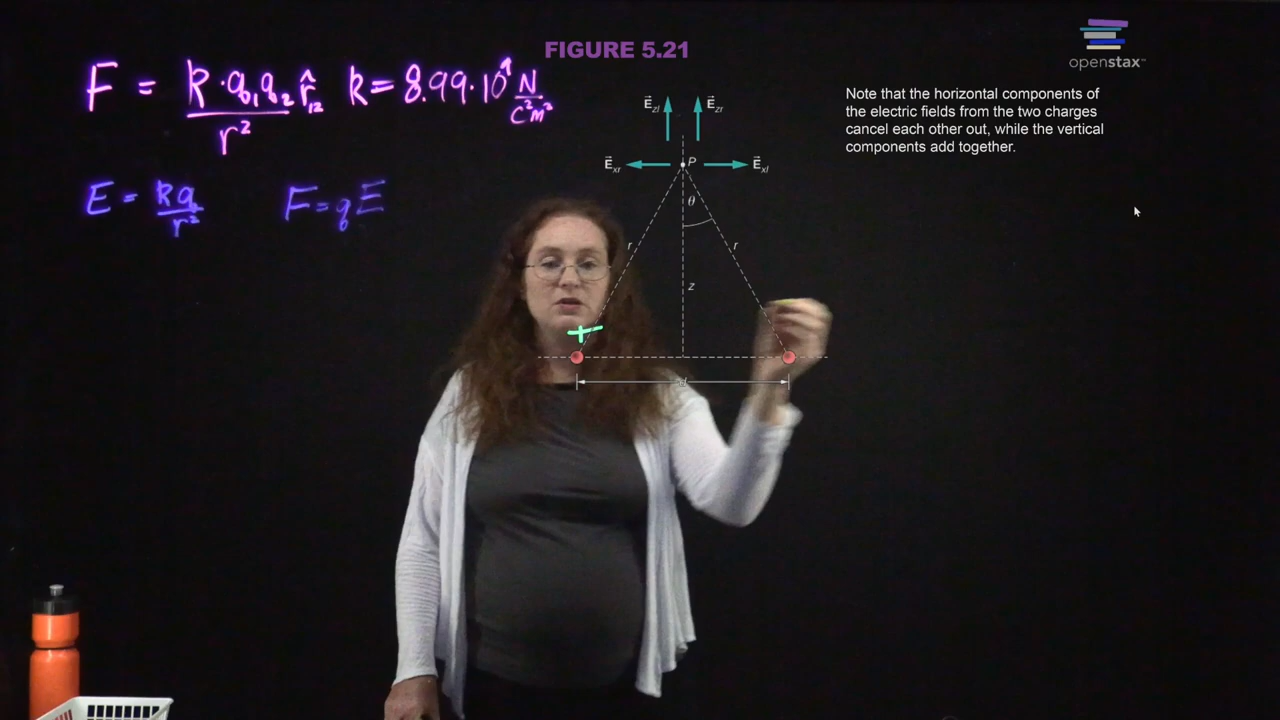 FIGURE 5.21
openstax™
F = k·q₁q₂ r̂₁₂ / r² k = 8.99·10⁹ N / C²m²
E = kq / r² F = qE
Note that the horizontal components of
the electric fields from the two charges
cancel each other out, while the vertical
components add together.
E⃗zl E⃗zr
E⃗xr P E⃗xl
θ
r r
z
+
d